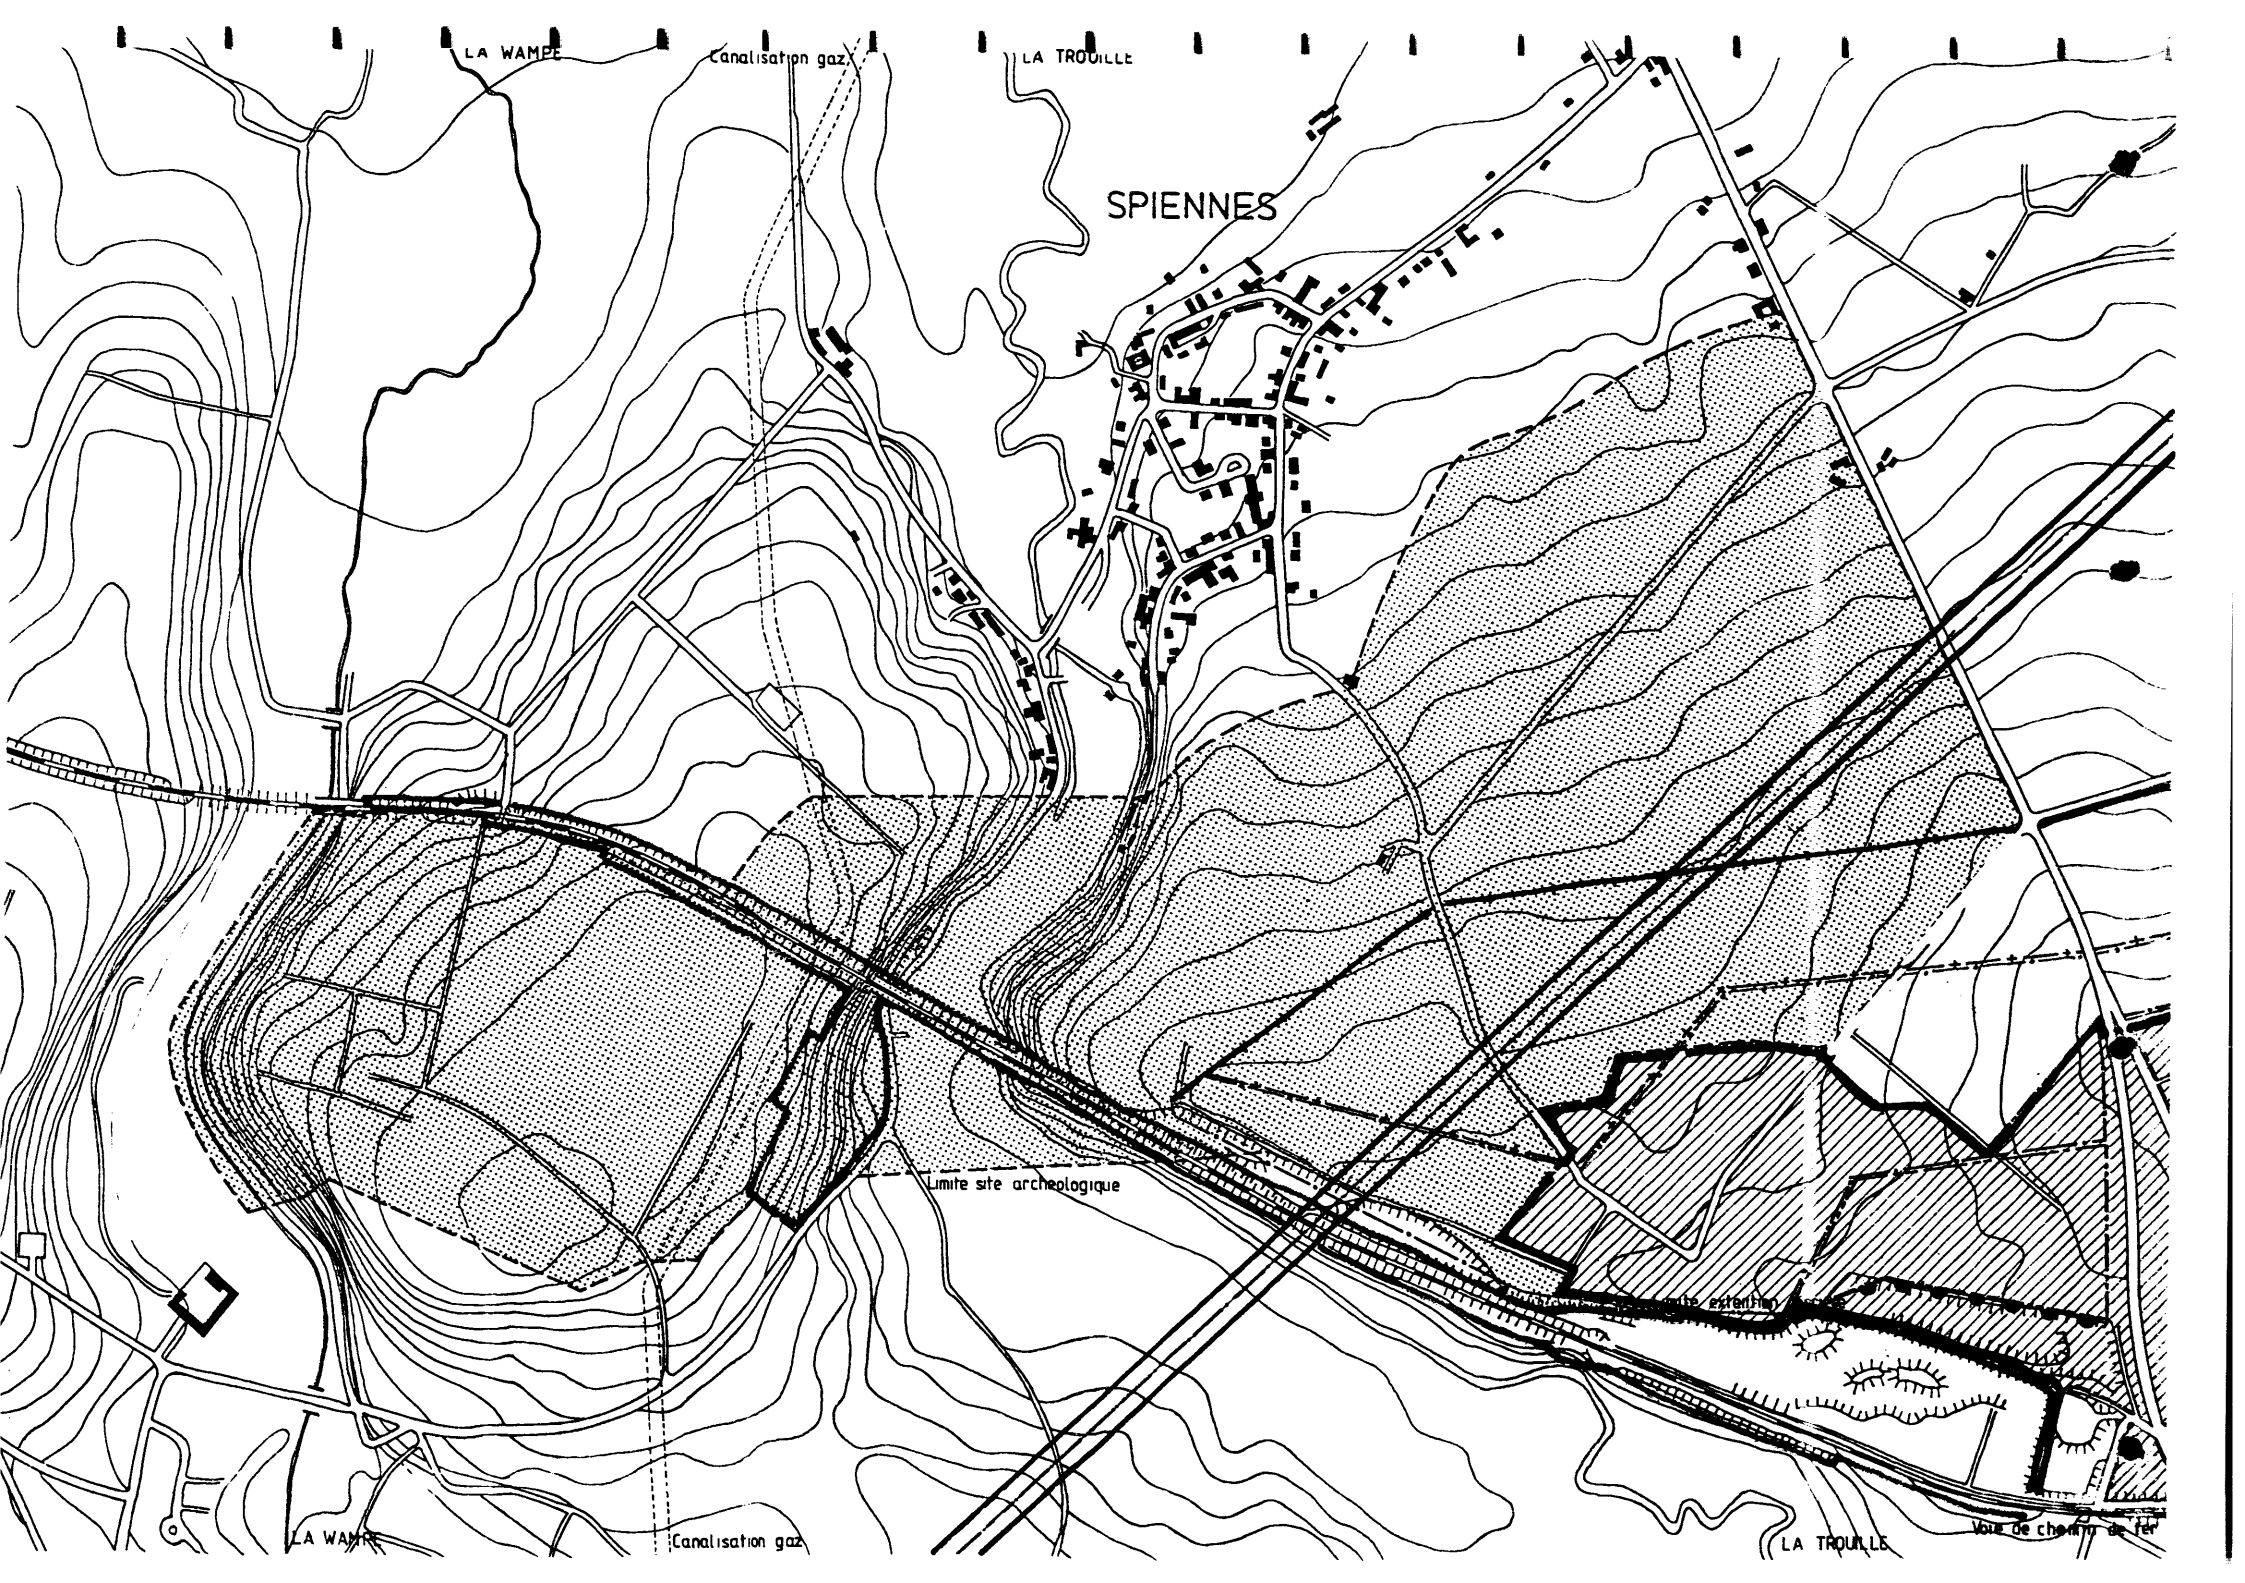 LA WAMPE
Canalisation gaz
LA TROUILLE
SPIENNES
Limite site archeologique
extention
LA WAMPE
Canalisation gaz
LA TROUILLE
Voie de chemin de fer